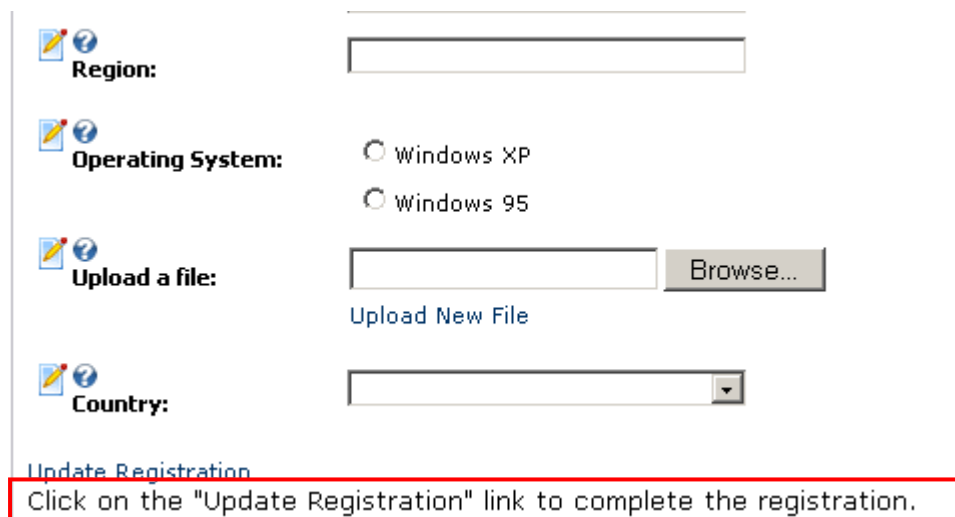 Region:
Operating System:
Windows XP
Windows 95
Upload a file:
Browse...
Upload New File
Country:
Update Registration
Click on the "Update Registration" link to complete the registration.